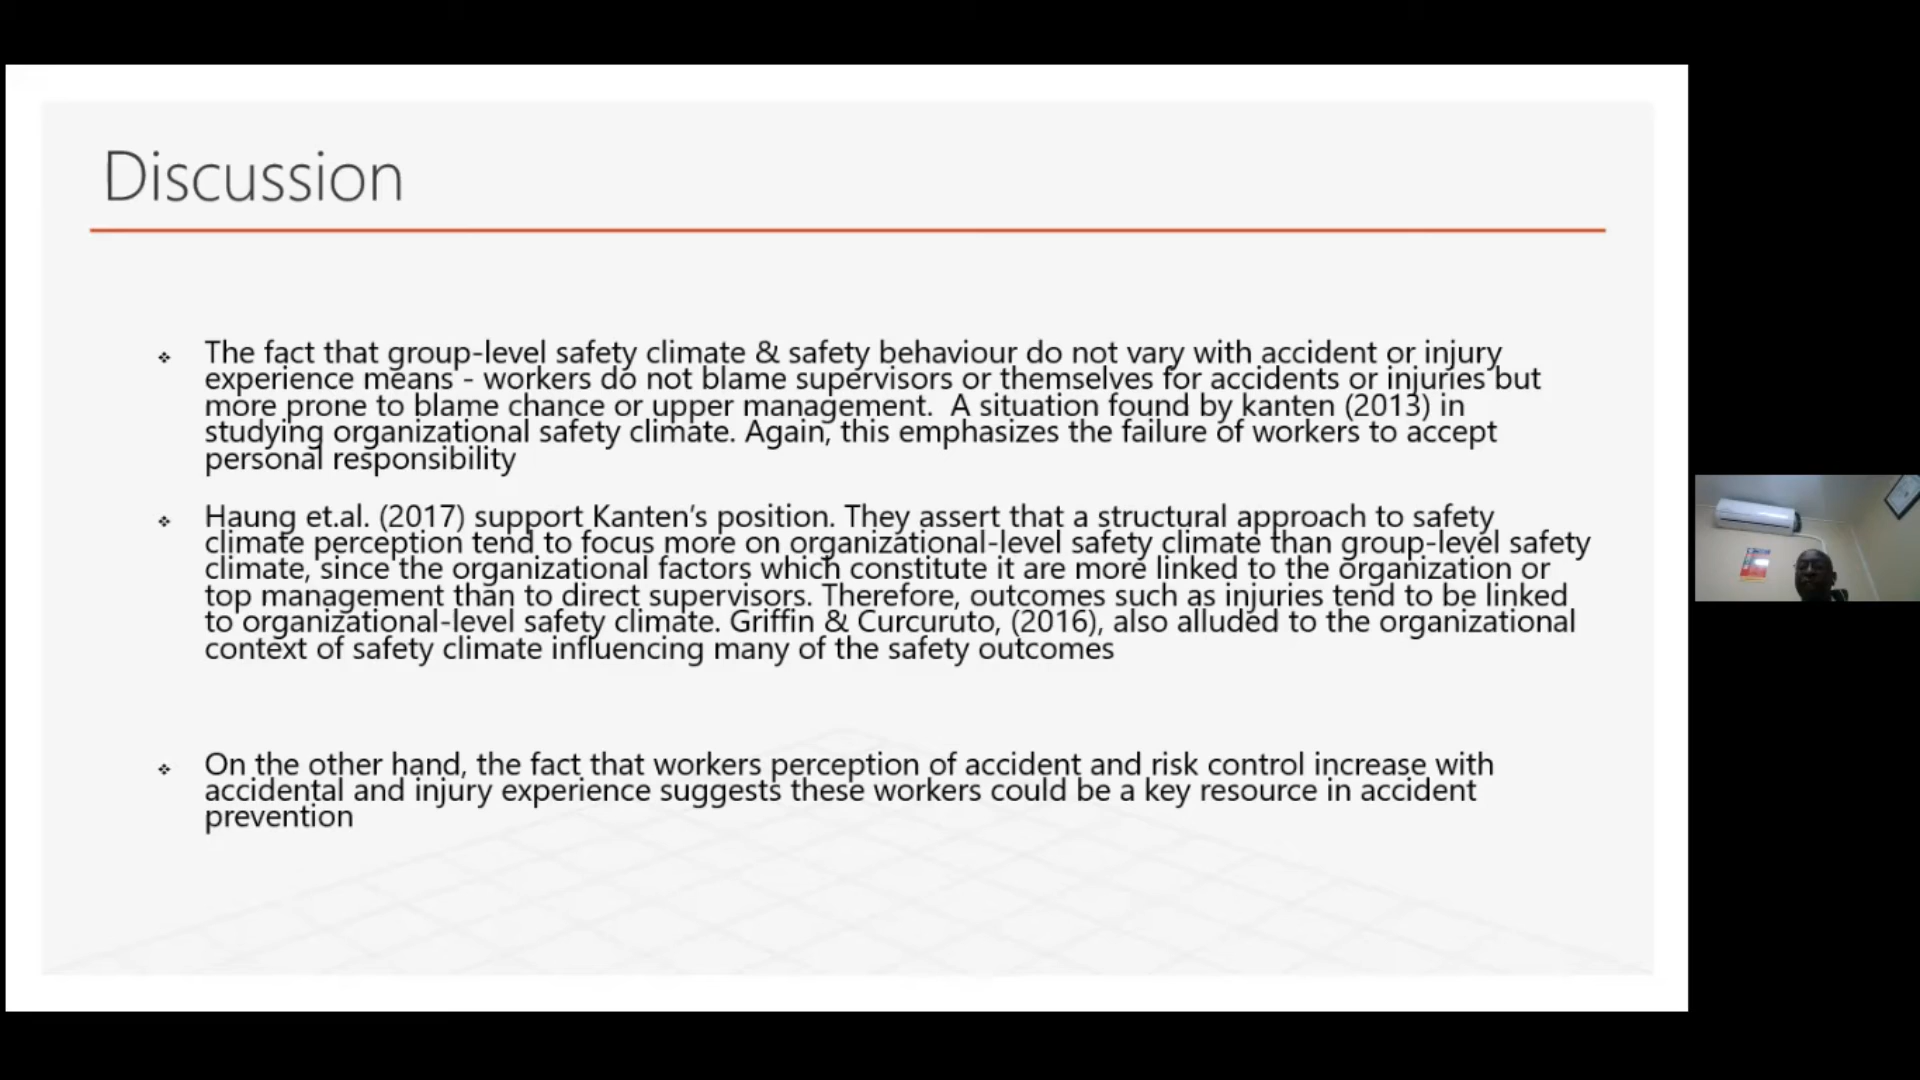 Discussion
The fact that group-level safety climate & safety behaviour do not vary with accident or injury
experience means - workers do not blame supervisors or themselves for accidents or injuries but
more prone to blame chance or upper management.  A situation found by kanten (2013) in
studying organizational safety climate. Again, this emphasizes the failure of workers to accept
personal responsibility
Haung et.al. (2017) support Kanten’s position. They assert that a structural approach to safety
climate perception tend to focus more on organizational-level safety climate than group-level safety
climate, since the organizational factors which constitute it are more linked to the organization or
top management than to direct supervisors. Therefore, outcomes such as injuries tend to be linked
to organizational-level safety climate. Griffin & Curcuruto, (2016), also alluded to the organizational
context of safety climate influencing many of the safety outcomes
On the other hand, the fact that workers perception of accident and risk control increase with
accidental and injury experience suggests these workers could be a key resource in accident
prevention